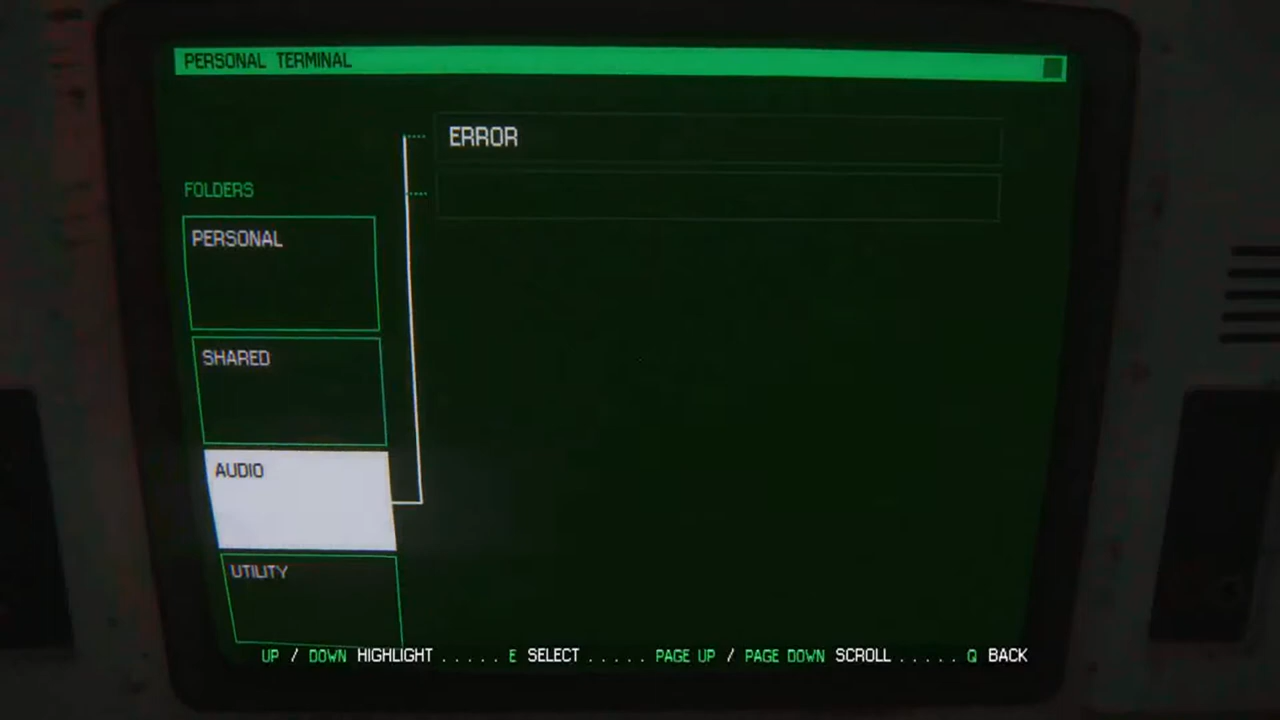 PERSONAL TERMINAL
FOLDERS
PERSONAL
SHARED
AUDIO
UTILITY
ERROR
UP / DOWN HIGHLIGHT ..... E SELECT ..... PAGE UP / PAGE DOWN SCROLL ..... Q BACK